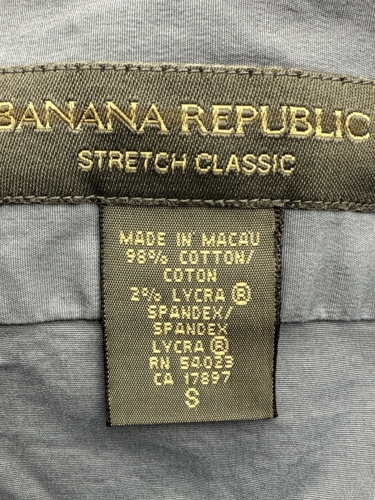 BANANA REPUBLIC
STRETCH CLASSIC
MADE IN MACAU
98% COTTON/
COTON
2% LYCRA ®
SPANDEX/
SPANDEX
LYCRA ®
RN 54023
CA 17897
S